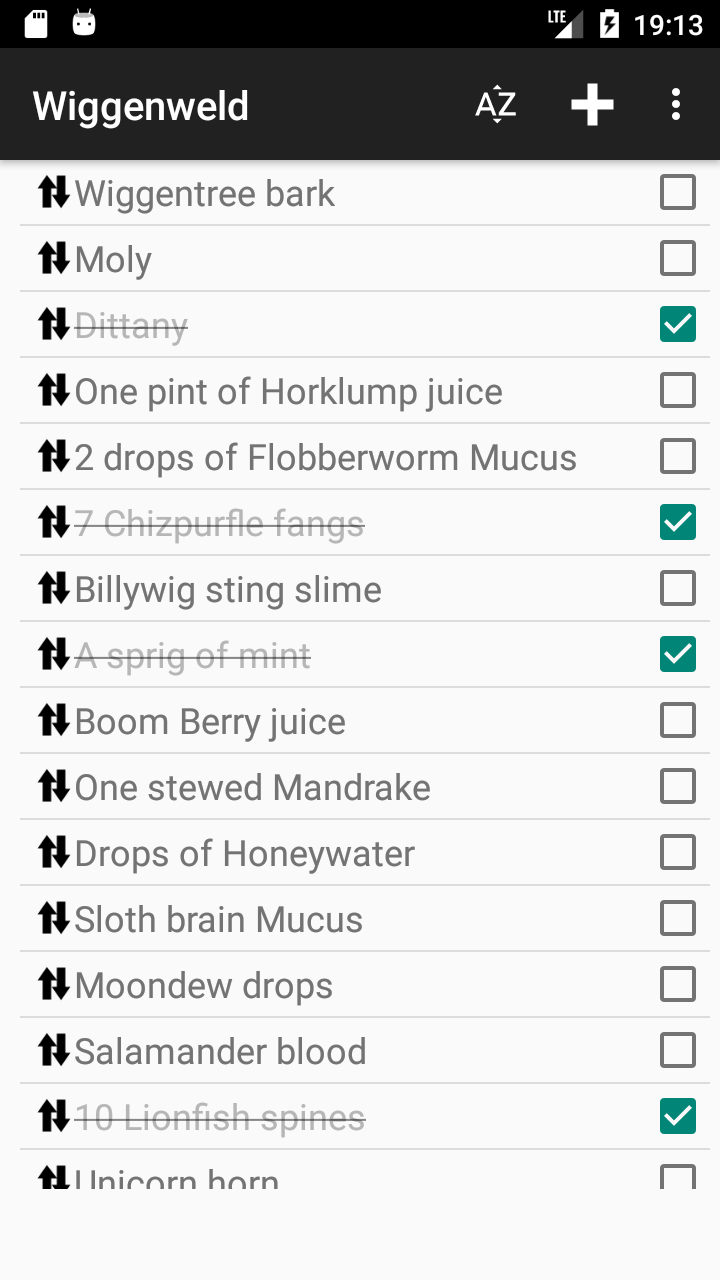 LTE 19:13
Wiggenweld AZ
Wiggentree bark
Moly
Dittany
One pint of Horklump juice
2 drops of Flobberworm Mucus
7 Chizpurfle fangs
Billywig sting slime
A sprig of mint
Boom Berry juice
One stewed Mandrake
Drops of Honeywater
Sloth brain Mucus
Moondew drops
Salamander blood
10 Lionfish spines
Unicorn horn